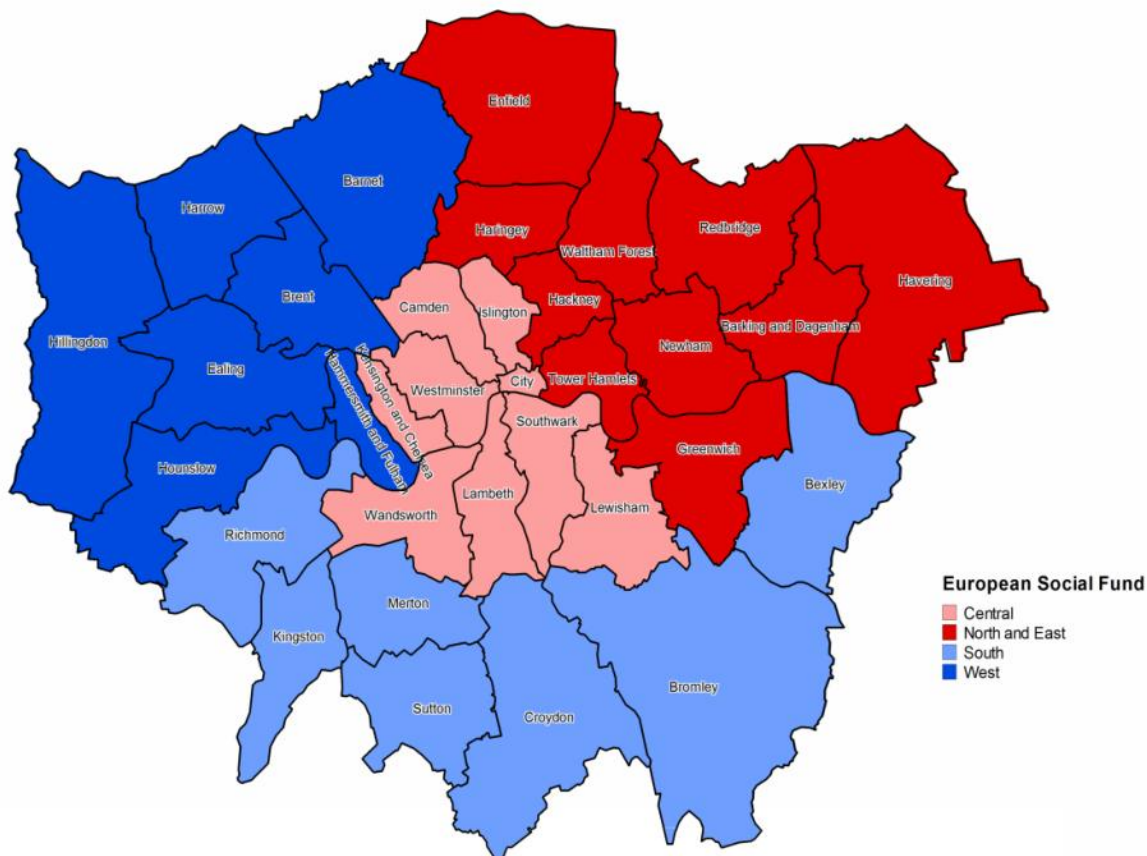 Enfield
Barnet
Harrow
Haringey
Waltham Forest
Redbridge
Havering
Brent
Camden
Islington
Hackney
Barking and Dagenham
Hillingdon
Newham
Ealing
Kensington and Chelsea
Hammersmith and Fulham
Westminster
City
Tower Hamlets
Southwark
Greenwich
Hounslow
Bexley
Lambeth
Lewisham
Wandsworth
Richmond
Merton
Kingston
Bromley
Sutton
Croydon
European Social Fund
Central
North and East
South
West